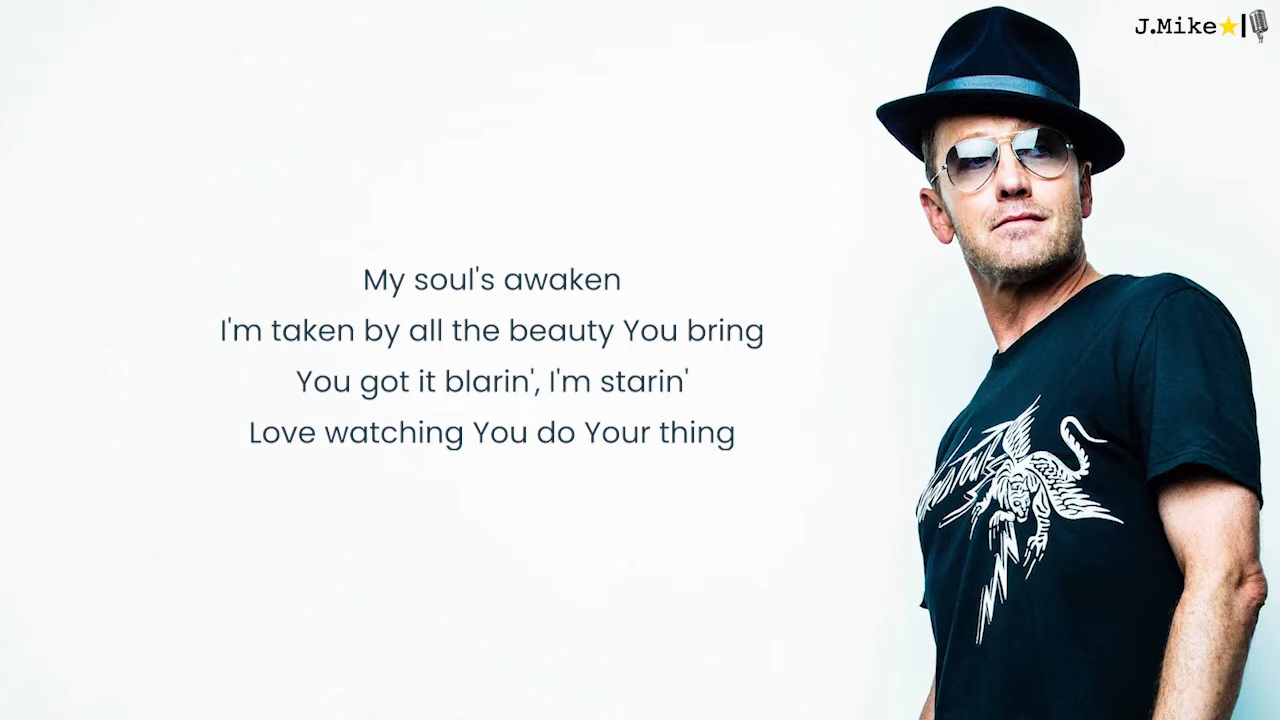 J.Mike
My soul's awaken
I'm taken by all the beauty You bring
You got it blarin', I'm starin'
Love watching You do Your thing